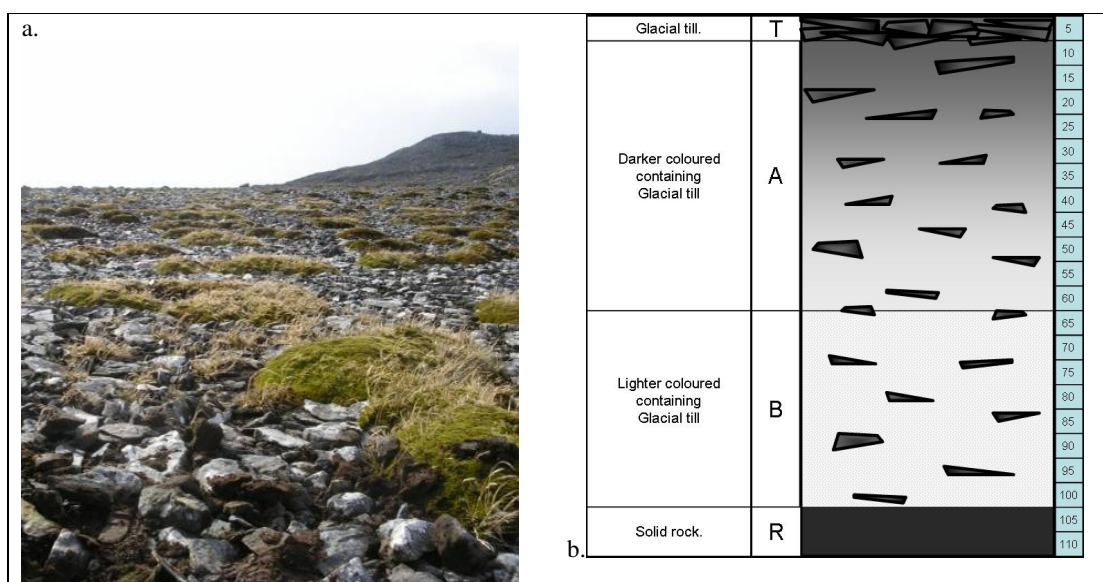 a.
Glacial till.
T
Darker coloured
containing
Glacial till
A
Lighter coloured
containing
Glacial till
B
Solid rock.
R
5
10
15
20
25
30
35
40
45
50
55
60
65
70
75
80
85
90
95
100
105
110
b.